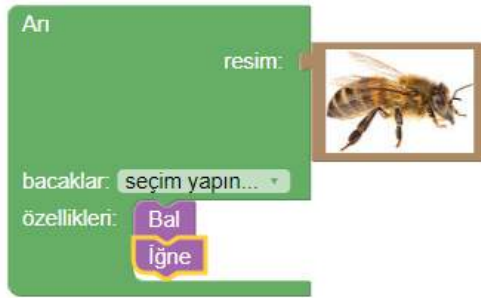 Arı
resim:
bacaklar: seçim yapın...
özellikleri: Bal
İğne